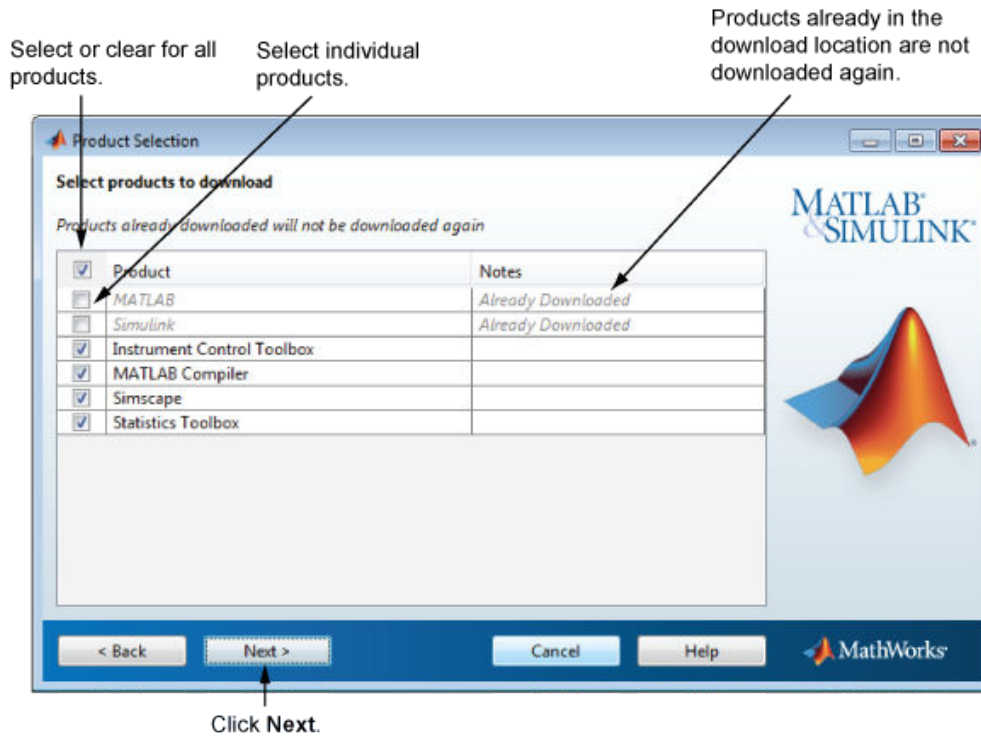 Products already in the
download location are not
downloaded again.
Select or clear for all
products.
Select individual
products.
Product Selection
Select products to download
Products already downloaded will not be downloaded again
MATLAB®
&SIMULINK®
Product Notes
MATLAB Already Downloaded
Simulink Already Downloaded
Instrument Control Toolbox
MATLAB Compiler
Simscape
Statistics Toolbox
< Back Next > Cancel Help MathWorks®
Click Next.